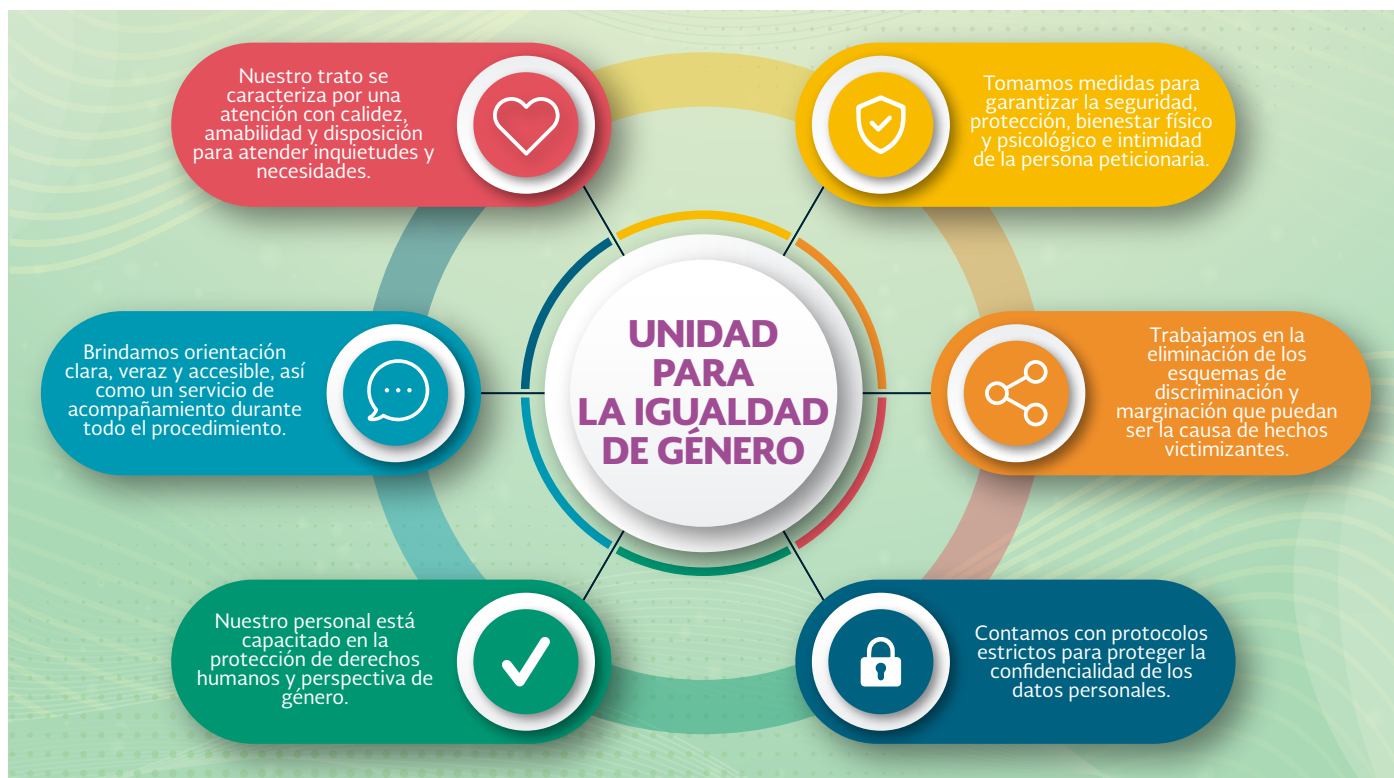 Nuestro trato se
caracteriza por una
atención con calidez,
amabilidad y disposición
para atender inquietudes y
necesidades.
Tomamos medidas para
garantizar la seguridad,
protección, bienestar físico
y psicológico e intimidad
de la persona peticionaria.
Brindamos orientación
clara, veraz y accesible, así
como un servicio de
acompañamiento durante
todo el procedimiento.
UNIDAD
PARA
LA IGUALDAD
DE GÉNERO
Trabajamos en la
eliminación de los
esquemas de
discriminación y
marginación que puedan
ser la causa de hechos
victimizantes.
Nuestro personal está
capacitado en la
protección de derechos
humanos y perspectiva de
género.
Contamos con protocolos
estrictos para proteger la
confidencialidad de los
datos personales.